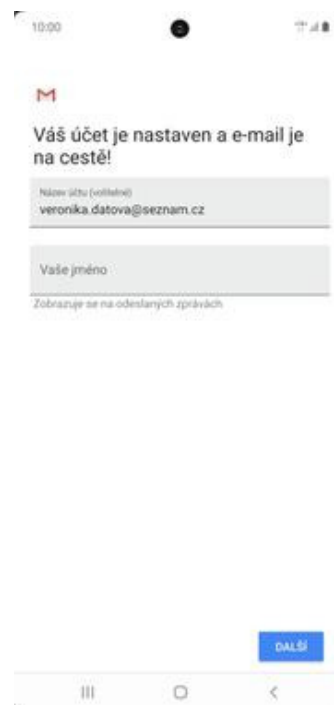 10:00
Váš účet je nastaven a e-mail je
na cestě!
Název účtu (volitelné)
veronika.datova@seznam.cz
Vaše jméno
Zobrazuje se na odeslaných zprávách
DALŠÍ